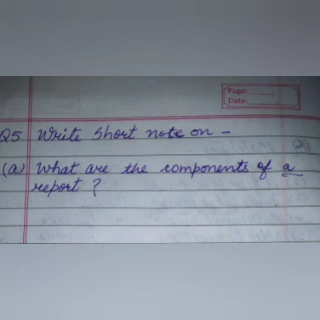 Page:
Date:
Q5 Write Short note on -
(a) What are the components of a
report ?